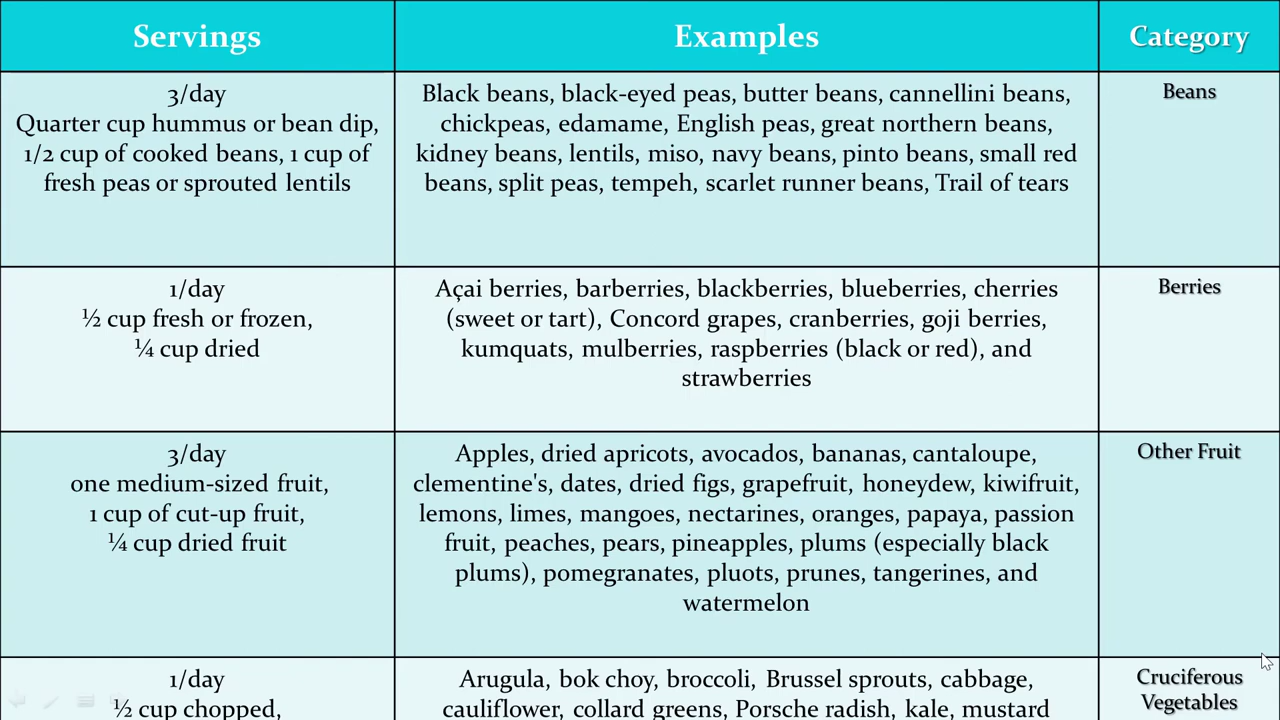 Servings
Examples
Category
3/day
Quarter cup hummus or bean dip,
1/2 cup of cooked beans, 1 cup of
fresh peas or sprouted lentils
Black beans, black-eyed peas, butter beans, cannellini beans,
chickpeas, edamame, English peas, great northern beans,
kidney beans, lentils, miso, navy beans, pinto beans, small red
beans, split peas, tempeh, scarlet runner beans, Trail of tears
Beans
1/day
½ cup fresh or frozen,
¼ cup dried
Açai berries, barberries, blackberries, blueberries, cherries
(sweet or tart), Concord grapes, cranberries, goji berries,
kumquats, mulberries, raspberries (black or red), and
strawberries
Berries
3/day
one medium-sized fruit,
1 cup of cut-up fruit,
¼ cup dried fruit
Apples, dried apricots, avocados, bananas, cantaloupe,
clementine's, dates, dried figs, grapefruit, honeydew, kiwifruit,
lemons, limes, mangoes, nectarines, oranges, papaya, passion
fruit, peaches, pears, pineapples, plums (especially black
plums), pomegranates, pluots, prunes, tangerines, and
watermelon
Other Fruit
1/day
½ cup chopped,
Arugula, bok choy, broccoli, Brussel sprouts, cabbage,
cauliflower, collard greens, Porsche radish, kale, mustard
Cruciferous
Vegetables